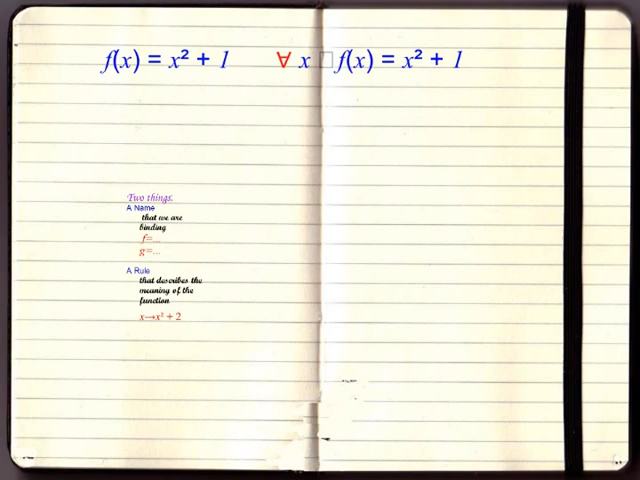 f(x) = x² + 1 ∀ x □ f(x) = x² + 1
Two things.
A Name
that we are
binding
f=...
g=...
A Rule
that describes the
meaning of the
function
x→x² + 2